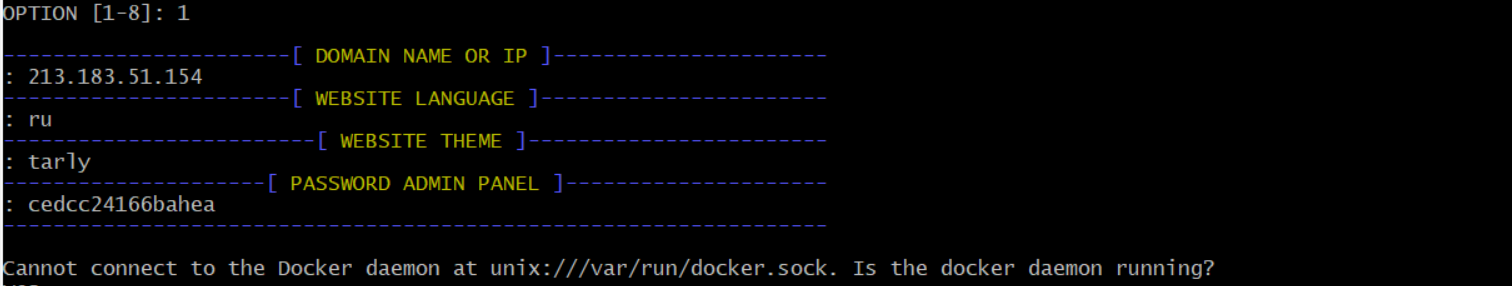 OPTION [1-8]: 1
-----------------------[ DOMAIN NAME OR IP ]----------------------
: 213.183.51.154
-----------------------[ WEBSITE LANGUAGE ]-----------------------
: ru
-------------------------[ WEBSITE THEME ]------------------------
: tarly
---------------------[ PASSWORD ADMIN PANEL ]---------------------
: cedcc24166bahea
------------------------------------------------------------------
Cannot connect to the Docker daemon at unix:///var/run/docker.sock. Is the docker daemon running?